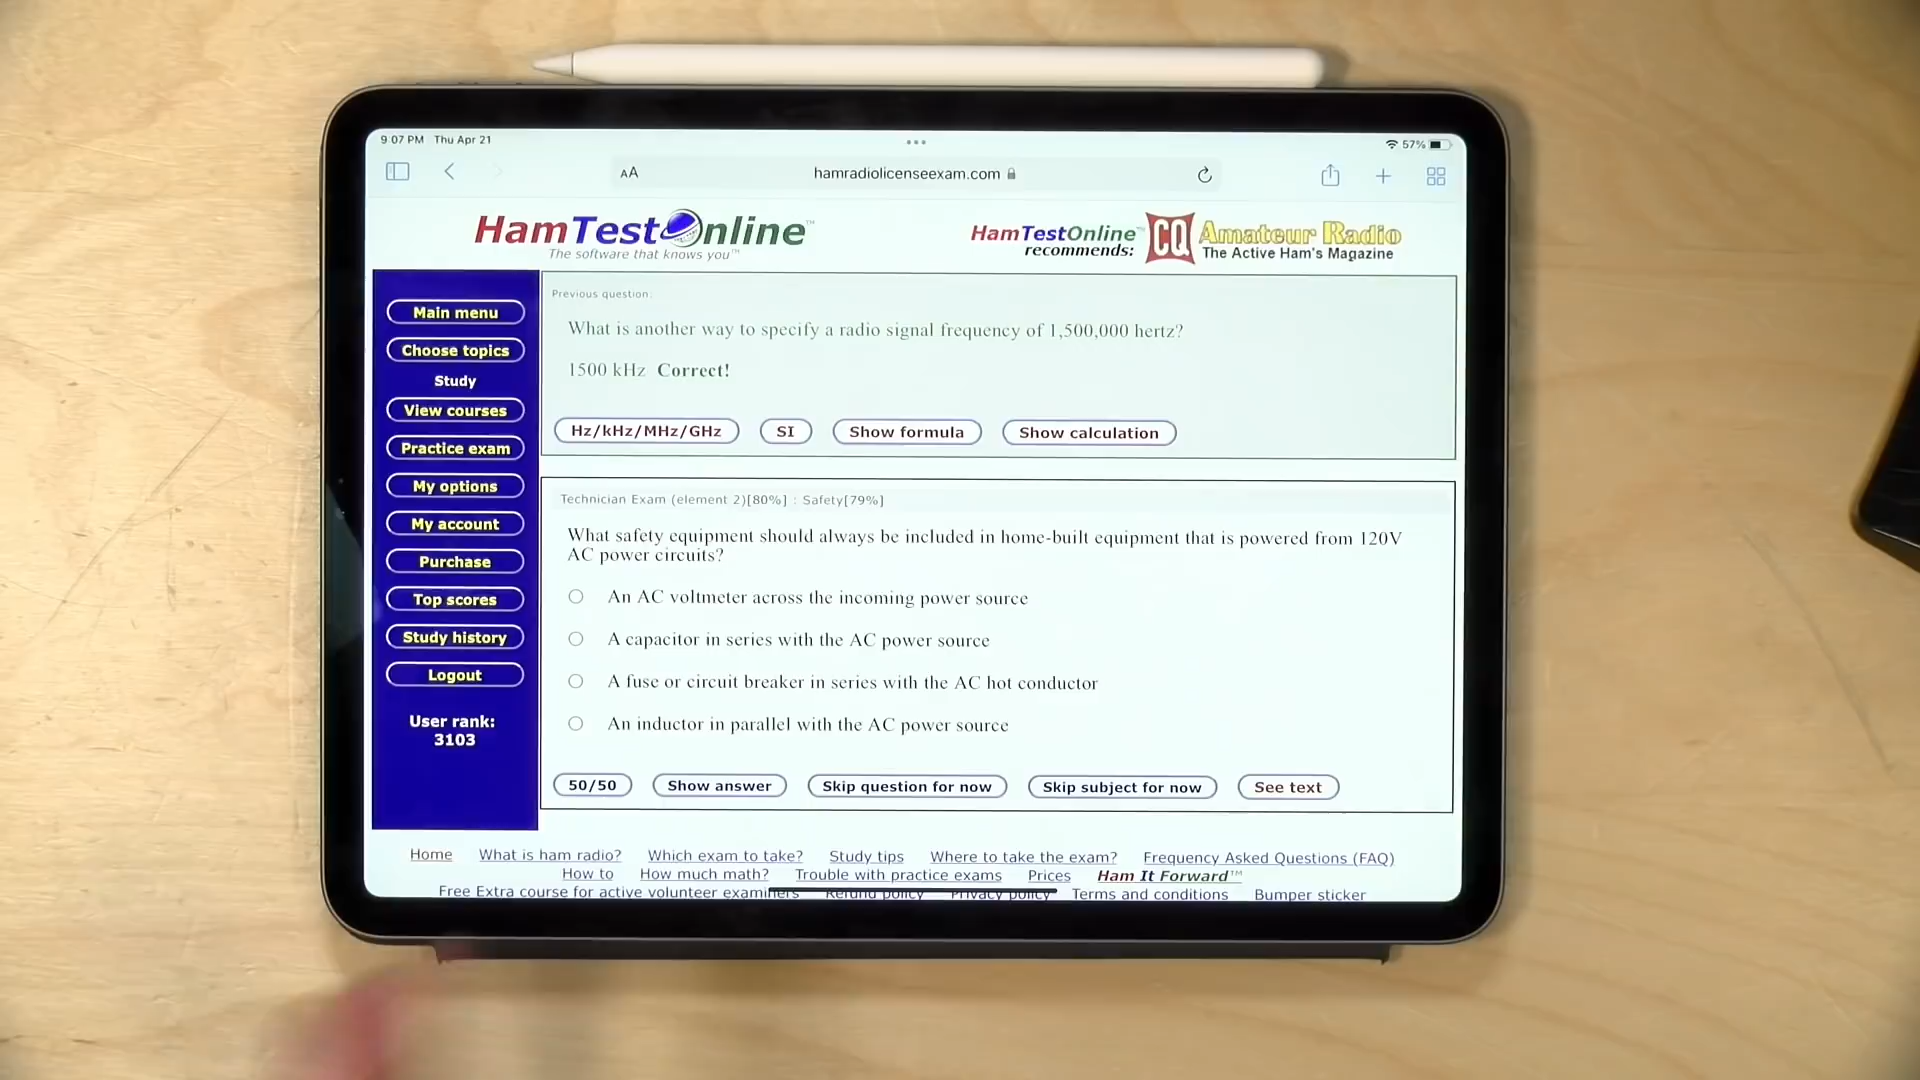 9:07 PM Thu Apr 21
57%
AA
hamradiolicenseexam.com
HamTestOnline™
The software that knows you™
HamTestOnline™
recommends:
CQ Amateur Radio
The Active Ham's Magazine
Main menu
Choose topics
Study
View courses
Practice exam
My options
My account
Purchase
Top scores
Study history
Logout
User rank:
3103
Previous question:
What is another way to specify a radio signal frequency of 1,500,000 hertz?
1500 kHz Correct!
Hz/kHz/MHz/GHz
SI
Show formula
Show calculation
Technician Exam (element 2)[80%] : Safety[79%]
What safety equipment should always be included in home-built equipment that is powered from 120V
AC power circuits?
An AC voltmeter across the incoming power source
A capacitor in series with the AC power source
A fuse or circuit breaker in series with the AC hot conductor
An inductor in parallel with the AC power source
50/50
Show answer
Skip question for now
Skip subject for now
See text
Home What is ham radio? Which exam to take? Study tips Where to take the exam? Frequency Asked Questions (FAQ)
How to How much math? Trouble with practice exams Prices Ham It Forward™
Free Extra course for active volunteer examiners Refund policy Privacy policy Terms and conditions Bumper sticker